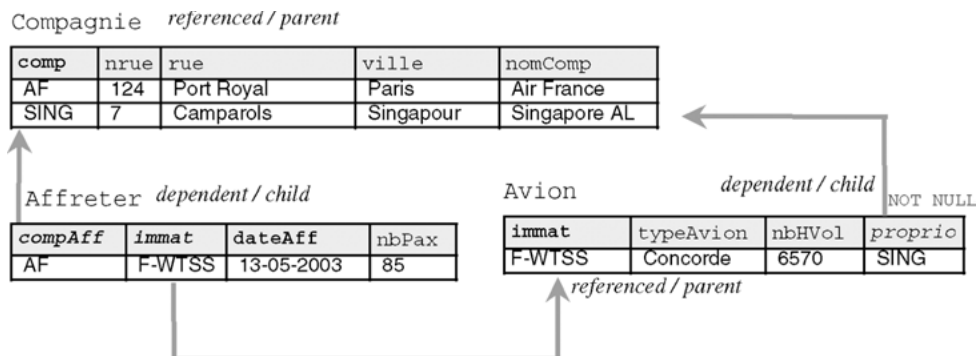 Compagnie referenced / parent
comp nrue rue ville nomComp
AF 124 Port Royal Paris Air France
SING 7 Camparols Singapour Singapore AL
Affreter dependent / child
compAff immat dateAff nbPax
AF F-WTSS 13-05-2003 85
Avion dependent / child NOT NULL
immat typeAvion nbHVol proprio
F-WTSS Concorde 6570 SING
referenced / parent